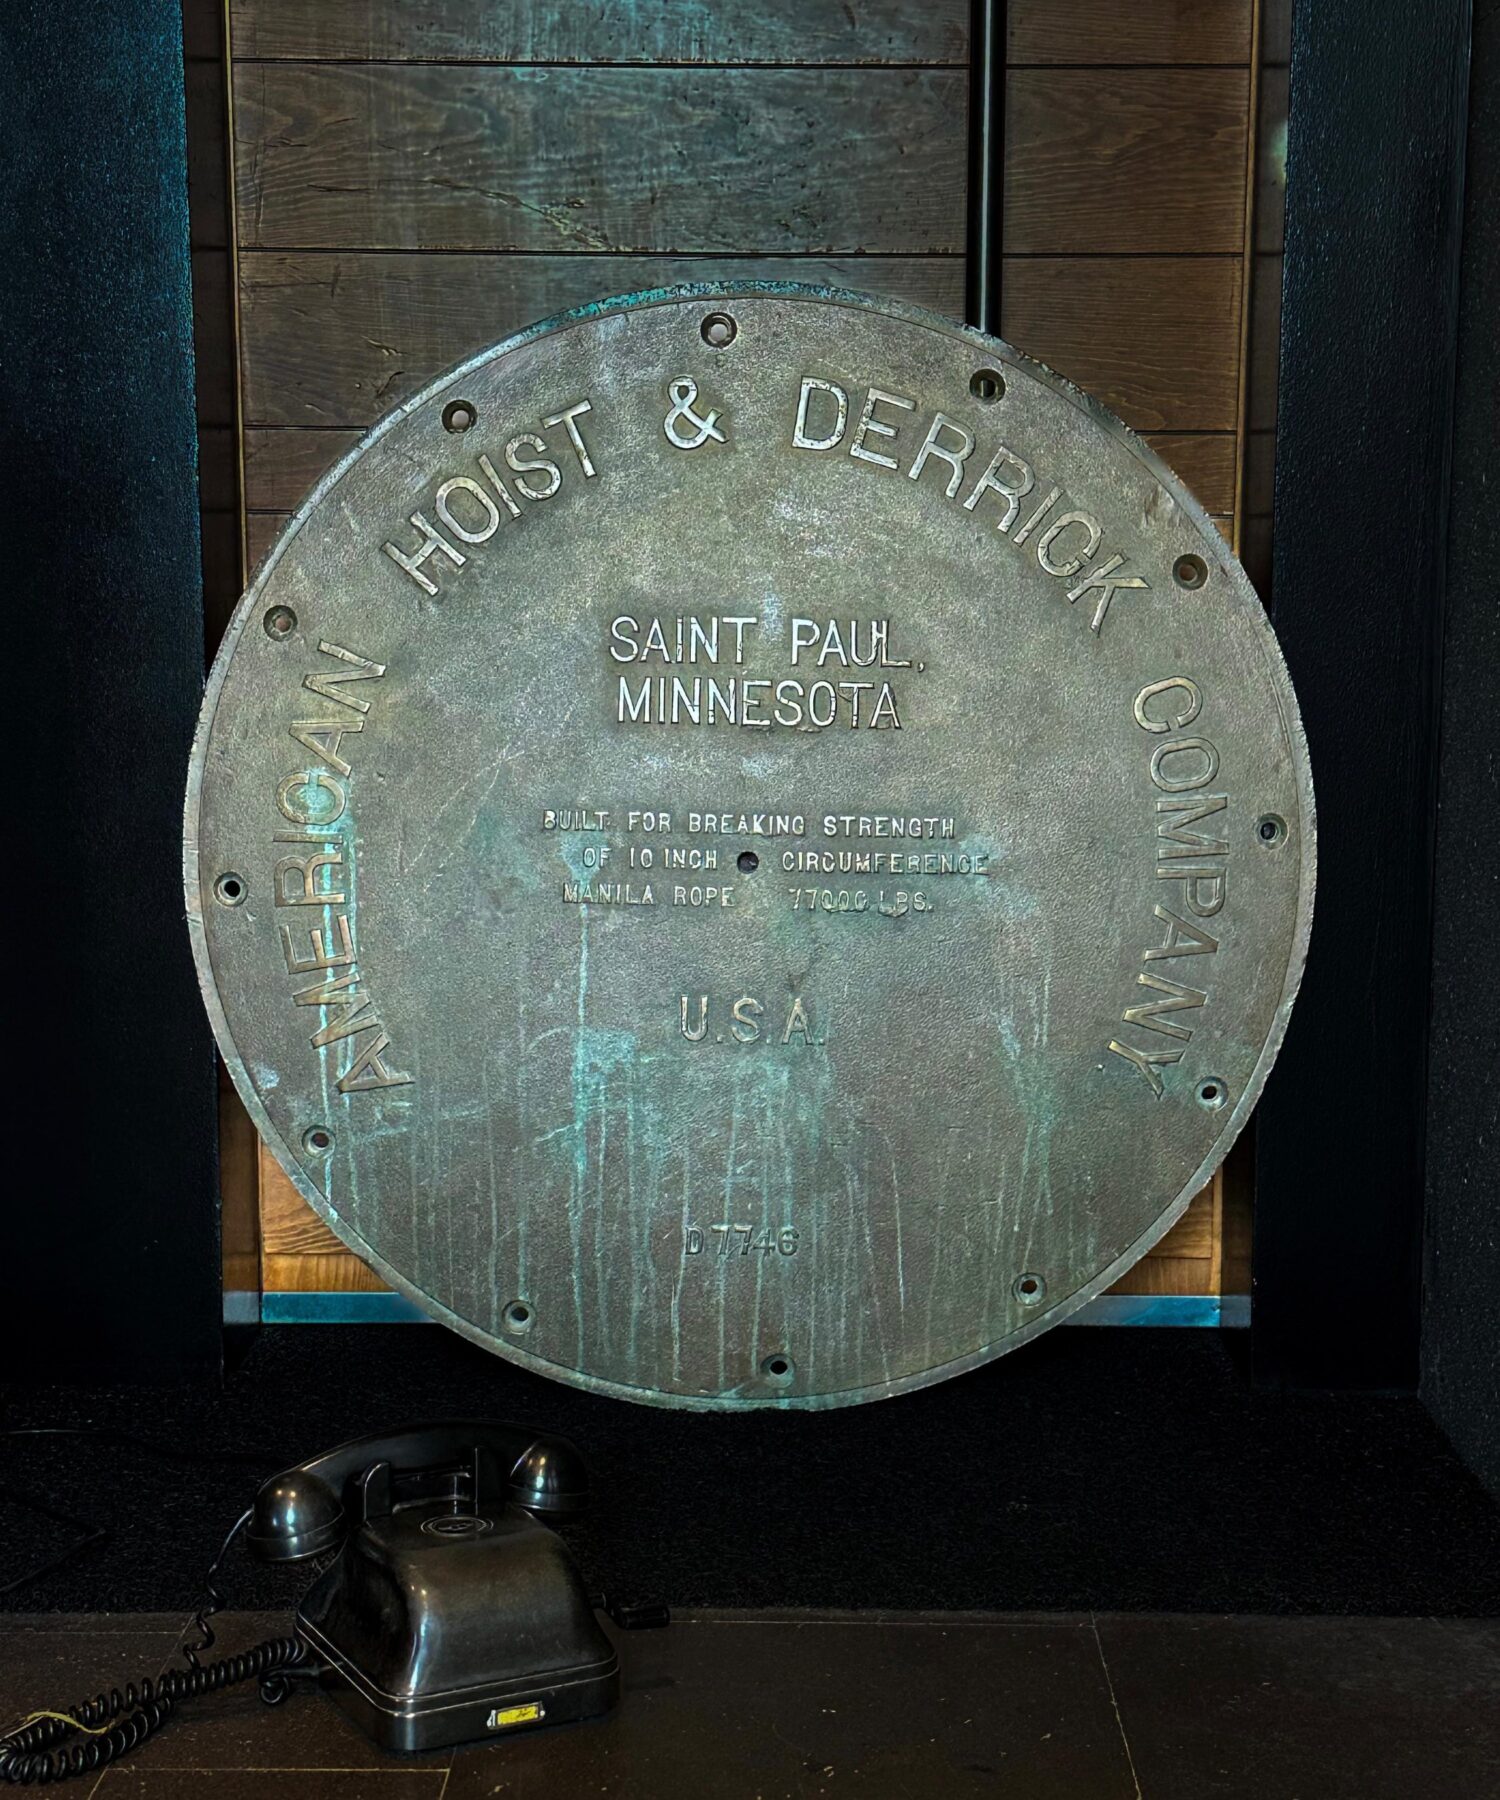 AMERICAN HOIST & DERRICK COMPANY
SAINT PAUL,
MINNESOTA
BUILT FOR BREAKING STRENGTH
OF 10 INCH CIRCUMFERENCE
MANILA ROPE 77000 LBS.
U.S.A.
D7746